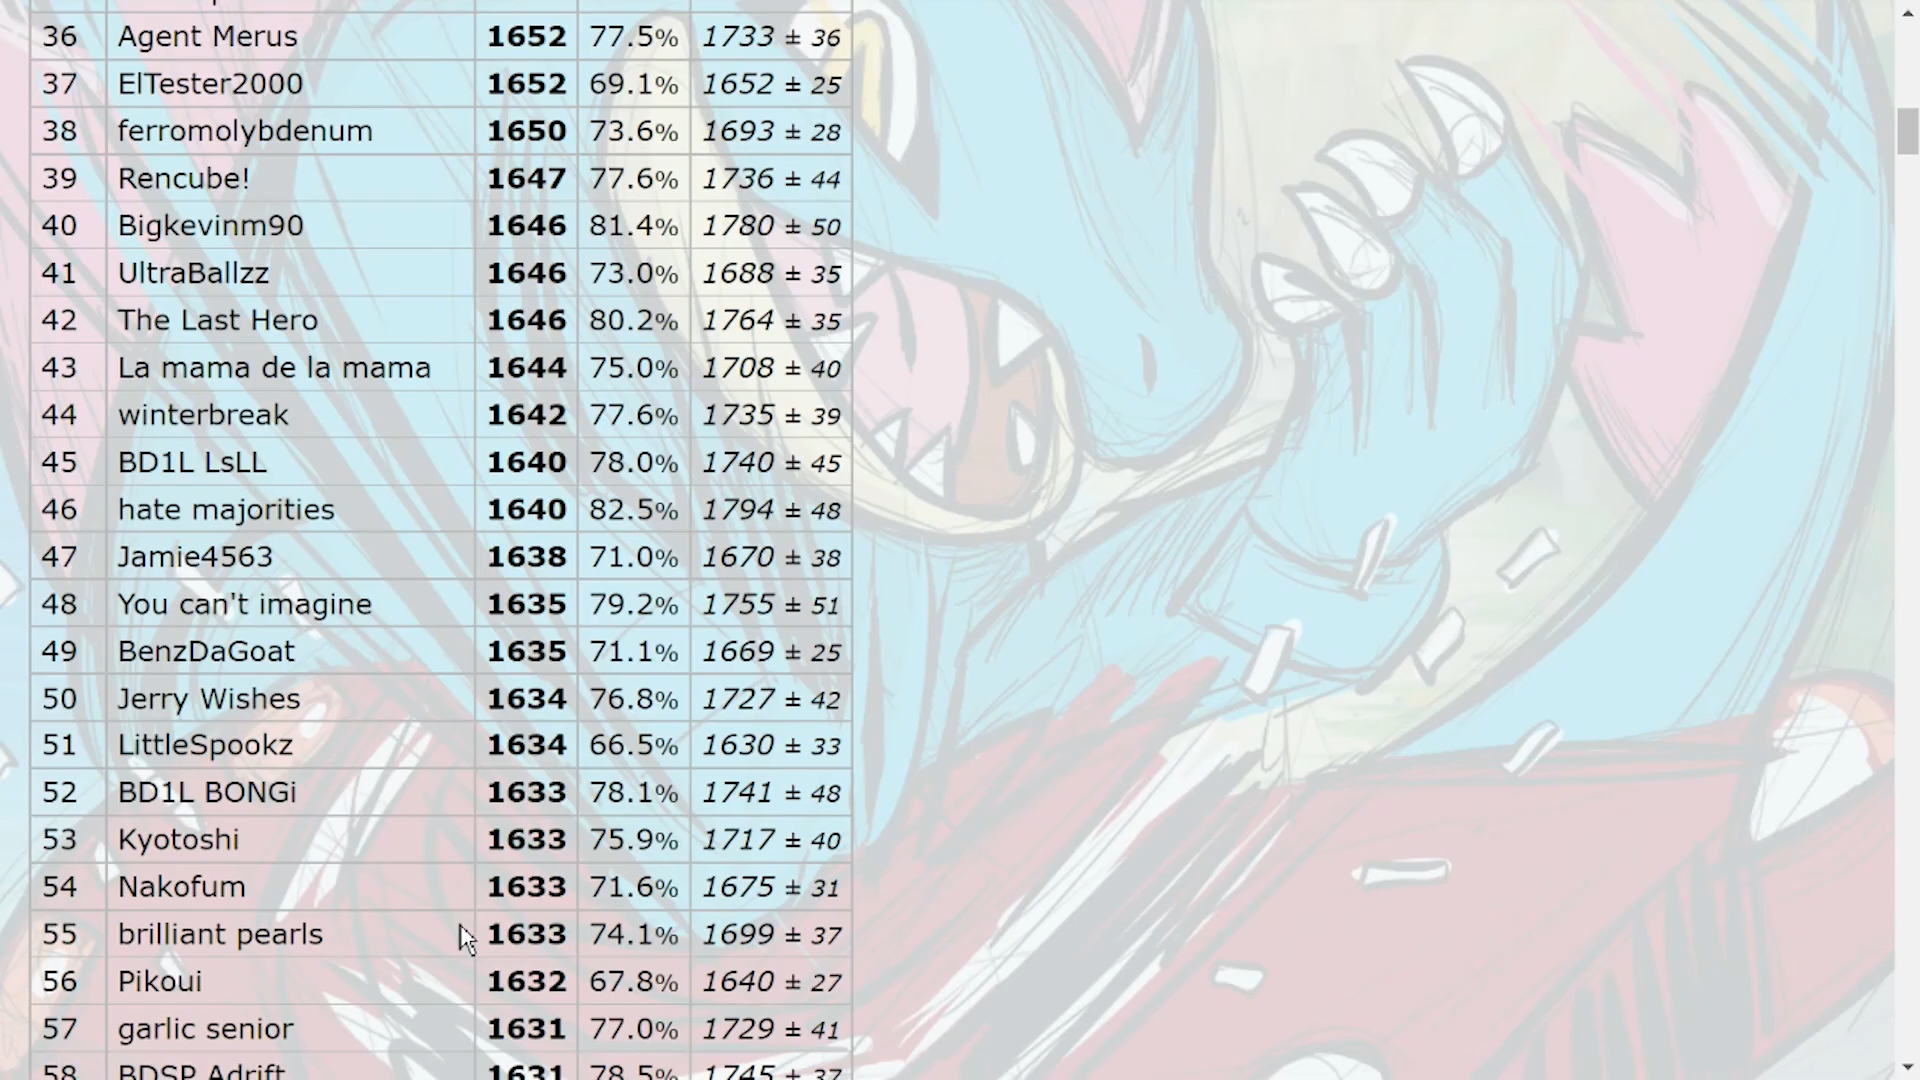 36 Agent Merus 1652 77.5% 1733 ± 36
37 ElTester2000 1652 69.1% 1652 ± 25
38 ferromolybdenum 1650 73.6% 1693 ± 28
39 Rencube! 1647 77.6% 1736 ± 44
40 Bigkevinm90 1646 81.4% 1780 ± 50
41 UltraBallzz 1646 73.0% 1688 ± 35
42 The Last Hero 1646 80.2% 1764 ± 35
43 La mama de la mama 1644 75.0% 1708 ± 40
44 winterbreak 1642 77.6% 1735 ± 39
45 BD1L LsLL 1640 78.0% 1740 ± 45
46 hate majorities 1640 82.5% 1794 ± 48
47 Jamie4563 1638 71.0% 1670 ± 38
48 You can't imagine 1635 79.2% 1755 ± 51
49 BenzDaGoat 1635 71.1% 1669 ± 25
50 Jerry Wishes 1634 76.8% 1727 ± 42
51 LittleSpookz 1634 66.5% 1630 ± 33
52 BD1L BONGi 1633 78.1% 1741 ± 48
53 Kyotoshi 1633 75.9% 1717 ± 40
54 Nakofum 1633 71.6% 1675 ± 31
55 brilliant pearls 1633 74.1% 1699 ± 37
56 Pikoui 1632 67.8% 1640 ± 27
57 garlic senior 1631 77.0% 1729 ± 41
58 BDSP Adrift 1631 78.5% 1745 ± 37